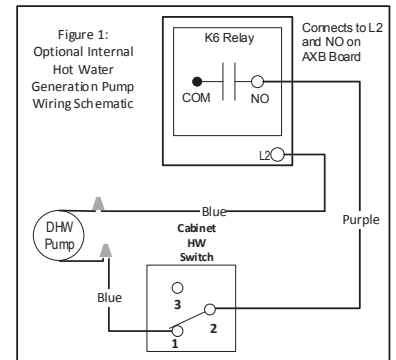 Figure 1:
Optional Internal
Hot Water
Generation Pump
Wiring Schematic
K6 Relay
COM
NO
Connects to L2
and NO on
AXB Board
L2
Blue
Purple
DHW
Pump
Cabinet
HW
Switch
Blue
3
2
1